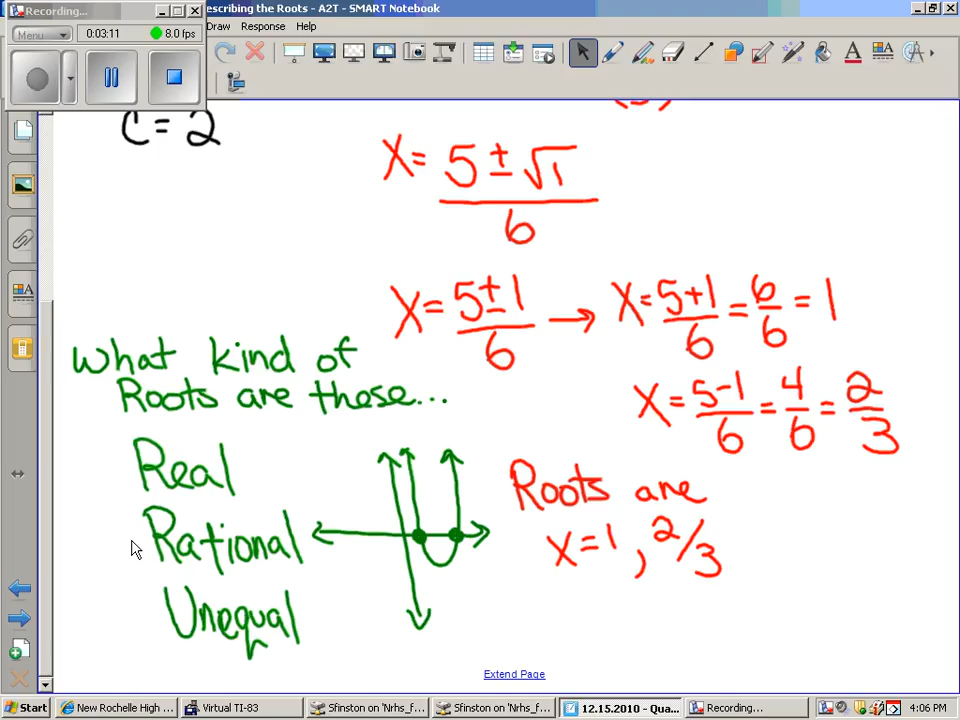 Recording...
escribing the Roots - A2T - SMART Notebook
Menu
00:03:11
8.0 fps
Draw Response Help
C = 2
x = 5 ± √1 / 6
x = 5 ± 1 / 6 → x = 5+1 / 6 = 6/6 = 1
x = 5-1 / 6 = 4/6 = 2/3
What kind of
Roots are these...
Real
Rational
Unequal
Roots are
x = 1, 2/3
Extend Page
Start
New Rochelle High ...
Virtual TI-83
Sfinston on 'Nrhs_f...
Sfinston on 'Nrhs_f...
12.15.2010 - Qua...
Recording...
4:06 PM